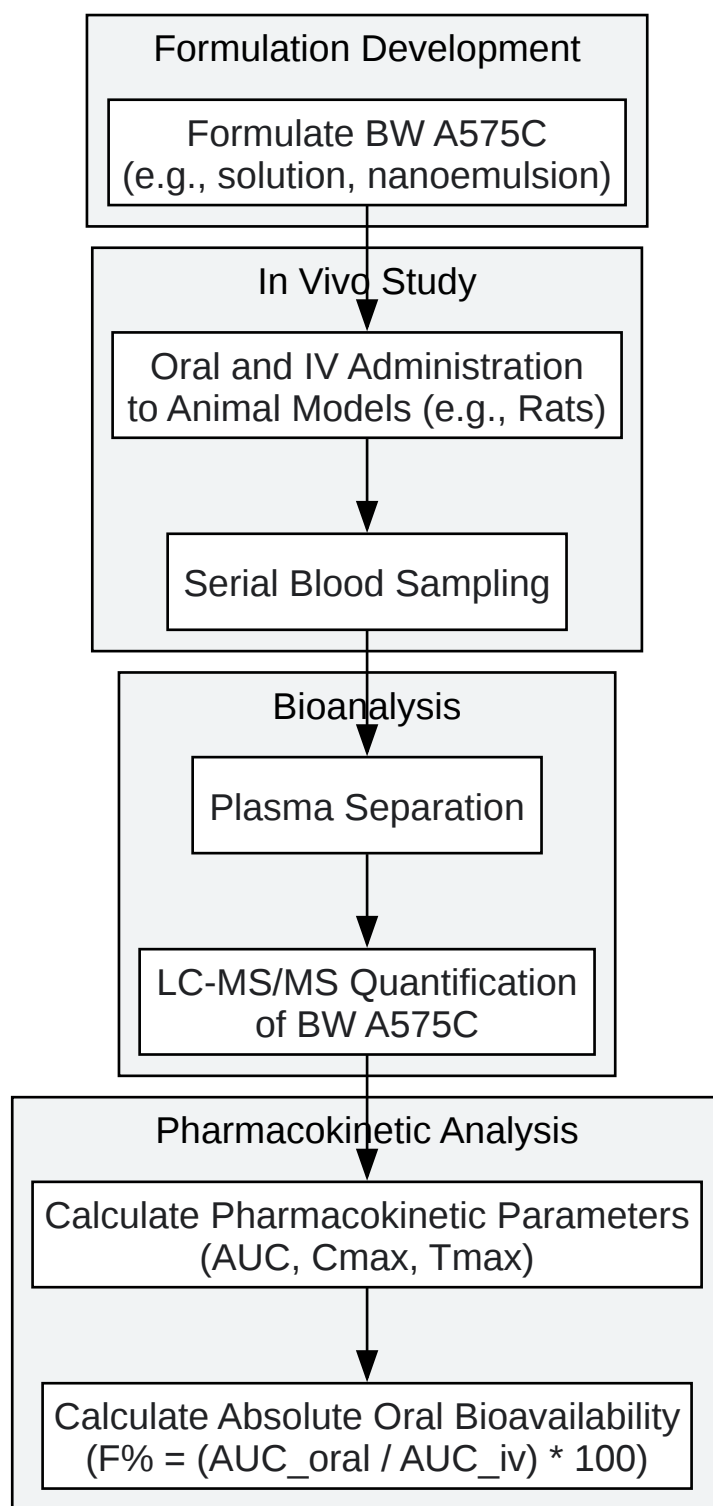 Formulation Development
Formulate BW A575C
(e.g., solution, nanoemulsion)
In Vivo Study
Oral and IV Administration
to Animal Models (e.g., Rats)
Serial Blood Sampling
Bioanalysis
Plasma Separation
LC-MS/MS Quantification
of BW A575C
Pharmacokinetic Analysis
Calculate Pharmacokinetic Parameters
(AUC, Cmax, Tmax)
Calculate Absolute Oral Bioavailability
(F% = (AUC_oral / AUC_iv) * 100)